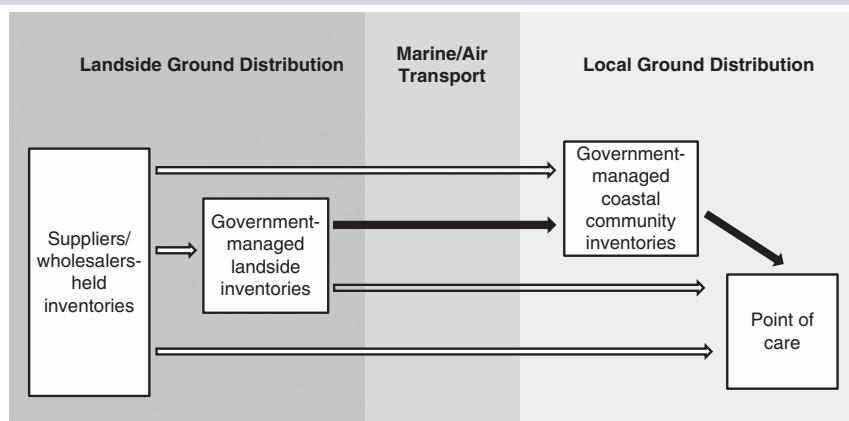 Landside Ground Distribution
Marine/Air
Transport
Local Ground Distribution
Suppliers/
wholesalers-
held
inventories
Government-
managed
landside
inventories
Government-
managed
coastal
community
inventories
Point of
care